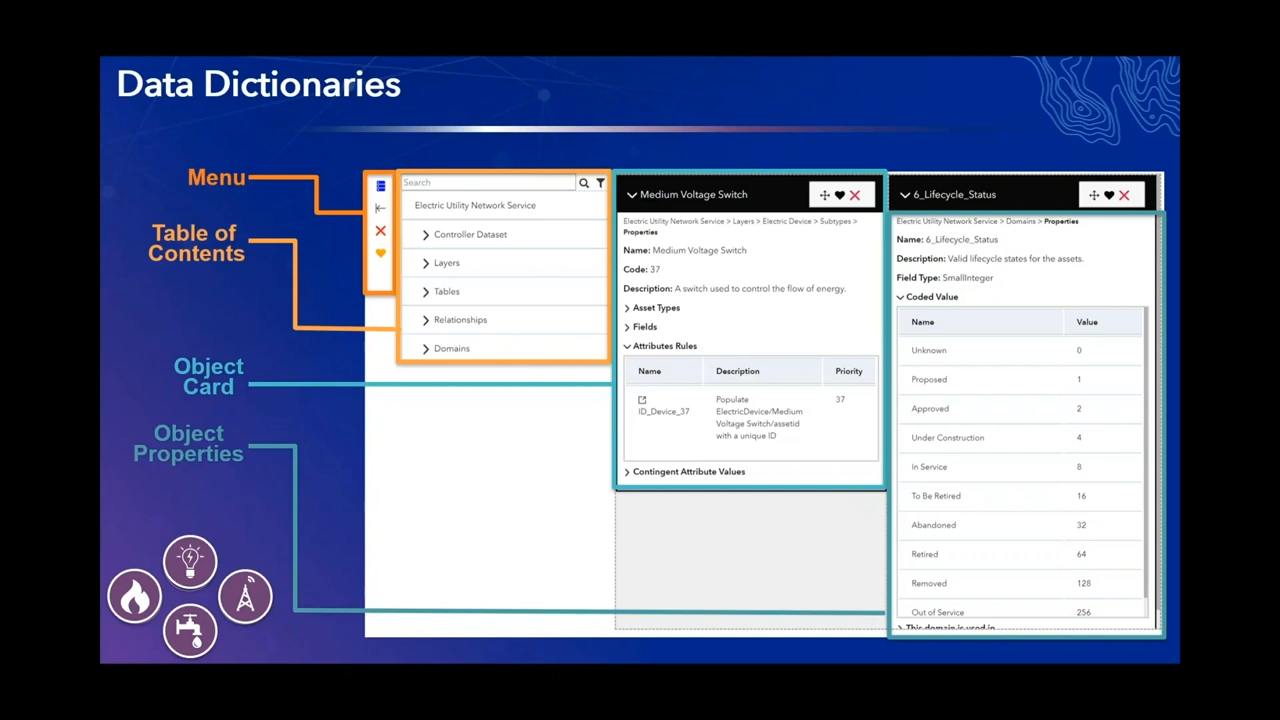 Data Dictionaries
Menu
Table of
Contents
Object
Card
Object
Properties
Search
Electric Utility Network Service
Controller Dataset
Layers
Tables
Relationships
Domains
Medium Voltage Switch
Electric Utility Network Service > Layers > Electric Device > Subtypes >
Properties
Name: Medium Voltage Switch
Code: 37
Description: A switch used to control the flow of energy.
Asset Types
Fields
Attributes Rules
Name Description Priority
ID_Device_37
Populate
ElectricDevice/Medium
Voltage Switch/assetid
with a unique ID
37
Contingent Attribute Values
6_Lifecycle_Status
Electric Utility Network Service > Domains > Properties
Name: 6_Lifecycle_Status
Description: Valid lifecycle states for the assets.
Field Type: SmallInteger
Coded Value
Name Value
Unknown 0
Proposed 1
Approved 2
Under Construction 4
In Service 8
To Be Retired 16
Abandoned 32
Retired 64
Removed 128
Out of Service 256
This domain is used in